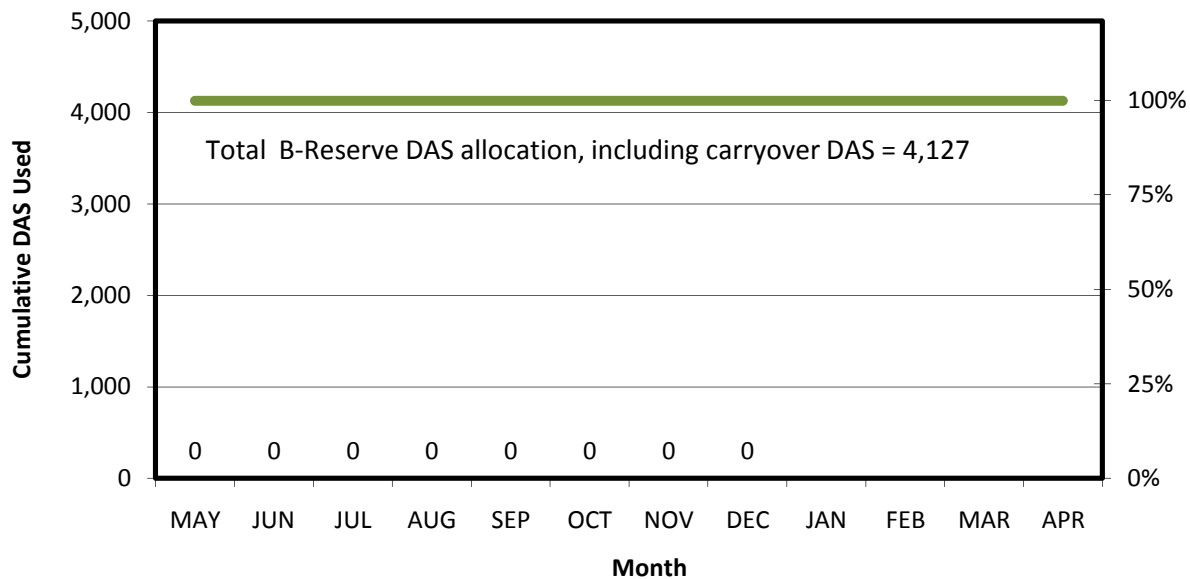 5,000
4,000
3,000
2,000
1,000
0
Cumulative DAS Used
100%
75%
50%
25%
0%
Total B-Reserve DAS allocation, including carryover DAS = 4,127
0 0 0 0 0 0 0 0
MAY JUN JUL AUG SEP OCT NOV DEC JAN FEB MAR APR
Month